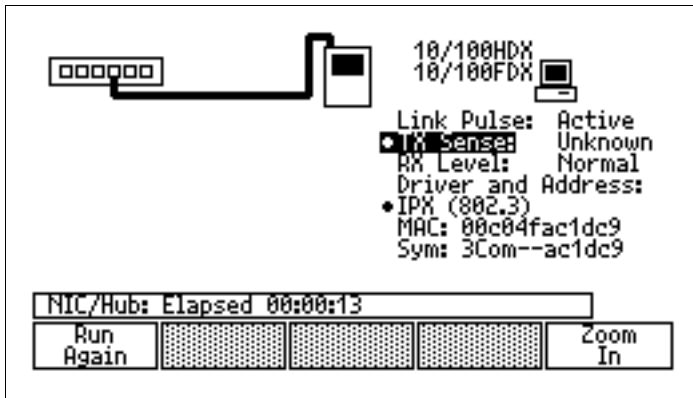 10/100HDX
10/100FDX
Link Pulse: Active
TX Sense: Unknown
RX Level: Normal
Driver and Address:
IPX (802.3)
MAC: 00c04fac1dc9
Sym: 3Com--ac1dc9
NIC/Hub: Elapsed 00:00:13
Run Again
Zoom In